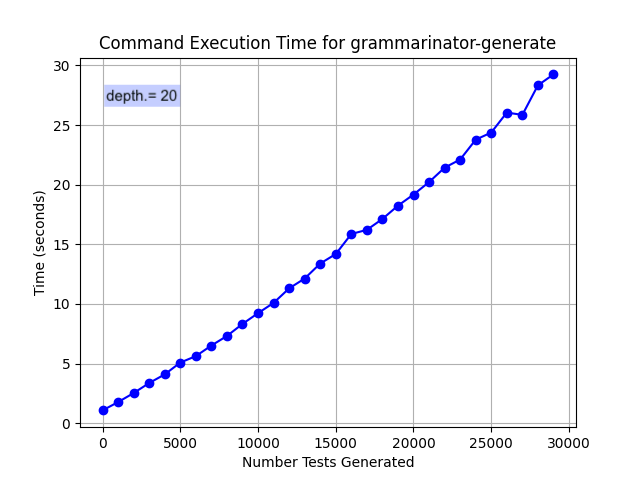 Command Execution Time for grammarinator-generate
depth.= 20
30
25
20
15
10
5
0
Time (seconds)
0 5000 10000 15000 20000 25000 30000
Number Tests Generated